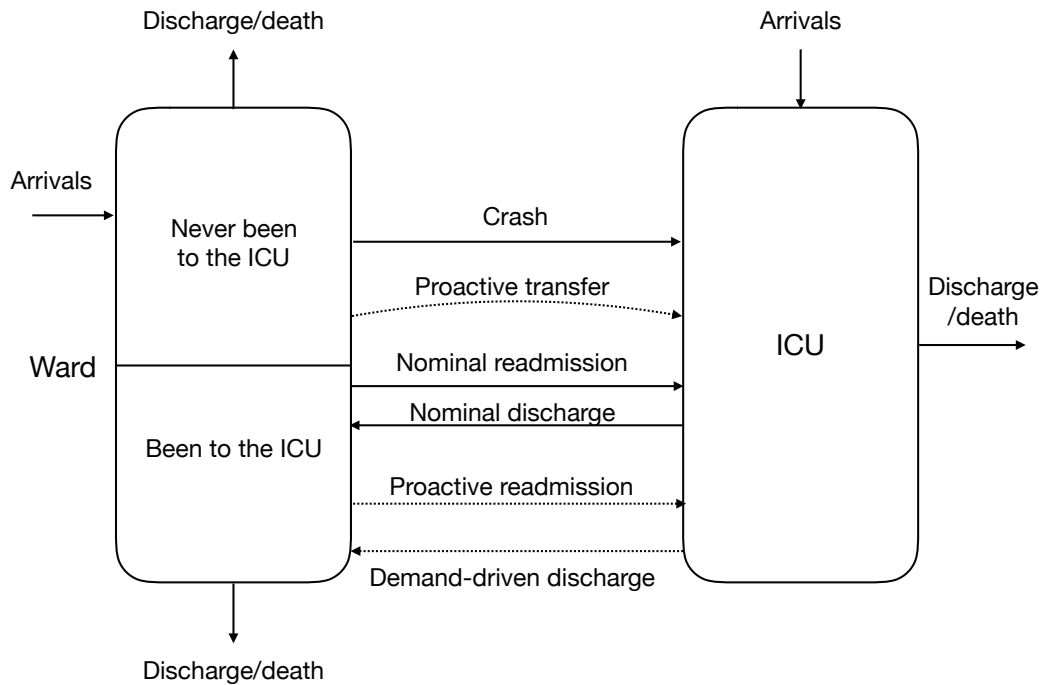 Discharge/death
Arrivals
Arrivals
Never been
to the ICU
Crash
Proactive transfer
Discharge
/death
ICU
Ward
Nominal readmission
Nominal discharge
Been to the ICU
Proactive readmission
Demand-driven discharge
Discharge/death